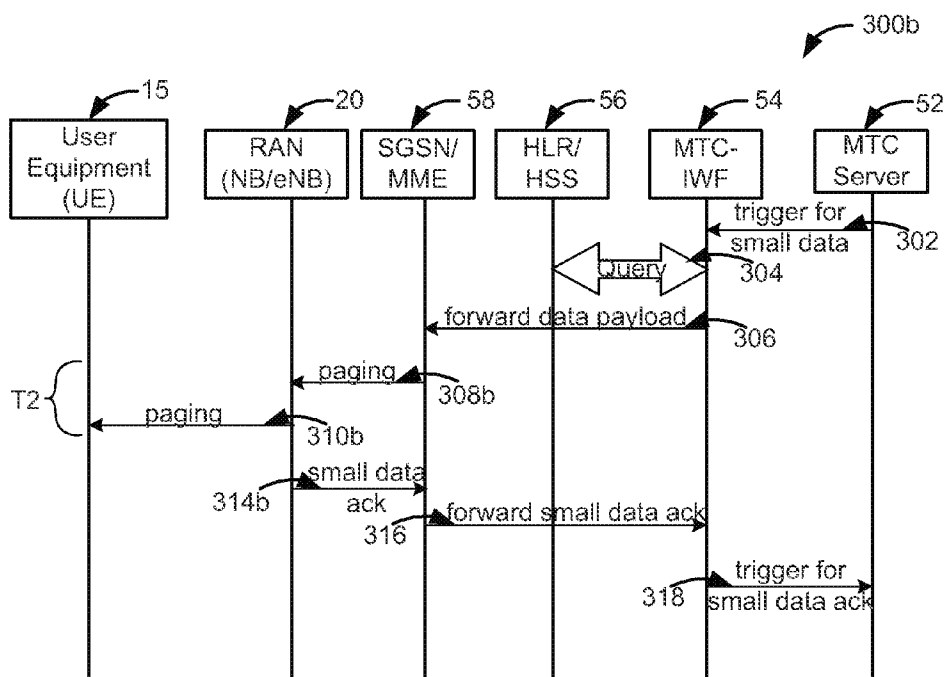 300b
15
20
58
56
54
52
User
Equipment
(UE)
RAN
(NB/eNB)
SGSN/
MME
HLR/
HSS
MTC-
IWF
MTC
Server
trigger for
small data
302
Query
304
forward data payload
306
paging
308b
T2
paging
310b
small data
ack
314b
forward small data ack
316
trigger for
small data ack
318